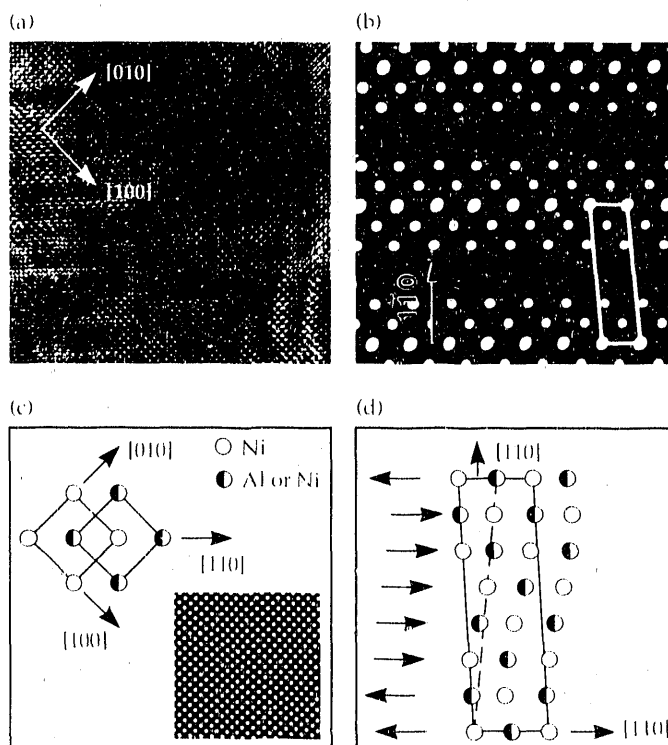 (a)
(b)
[010]
[100]
11̄0
(c)
(d)
[010]
Ni
Al or Ni
[110]
[100]
[110]
[110]